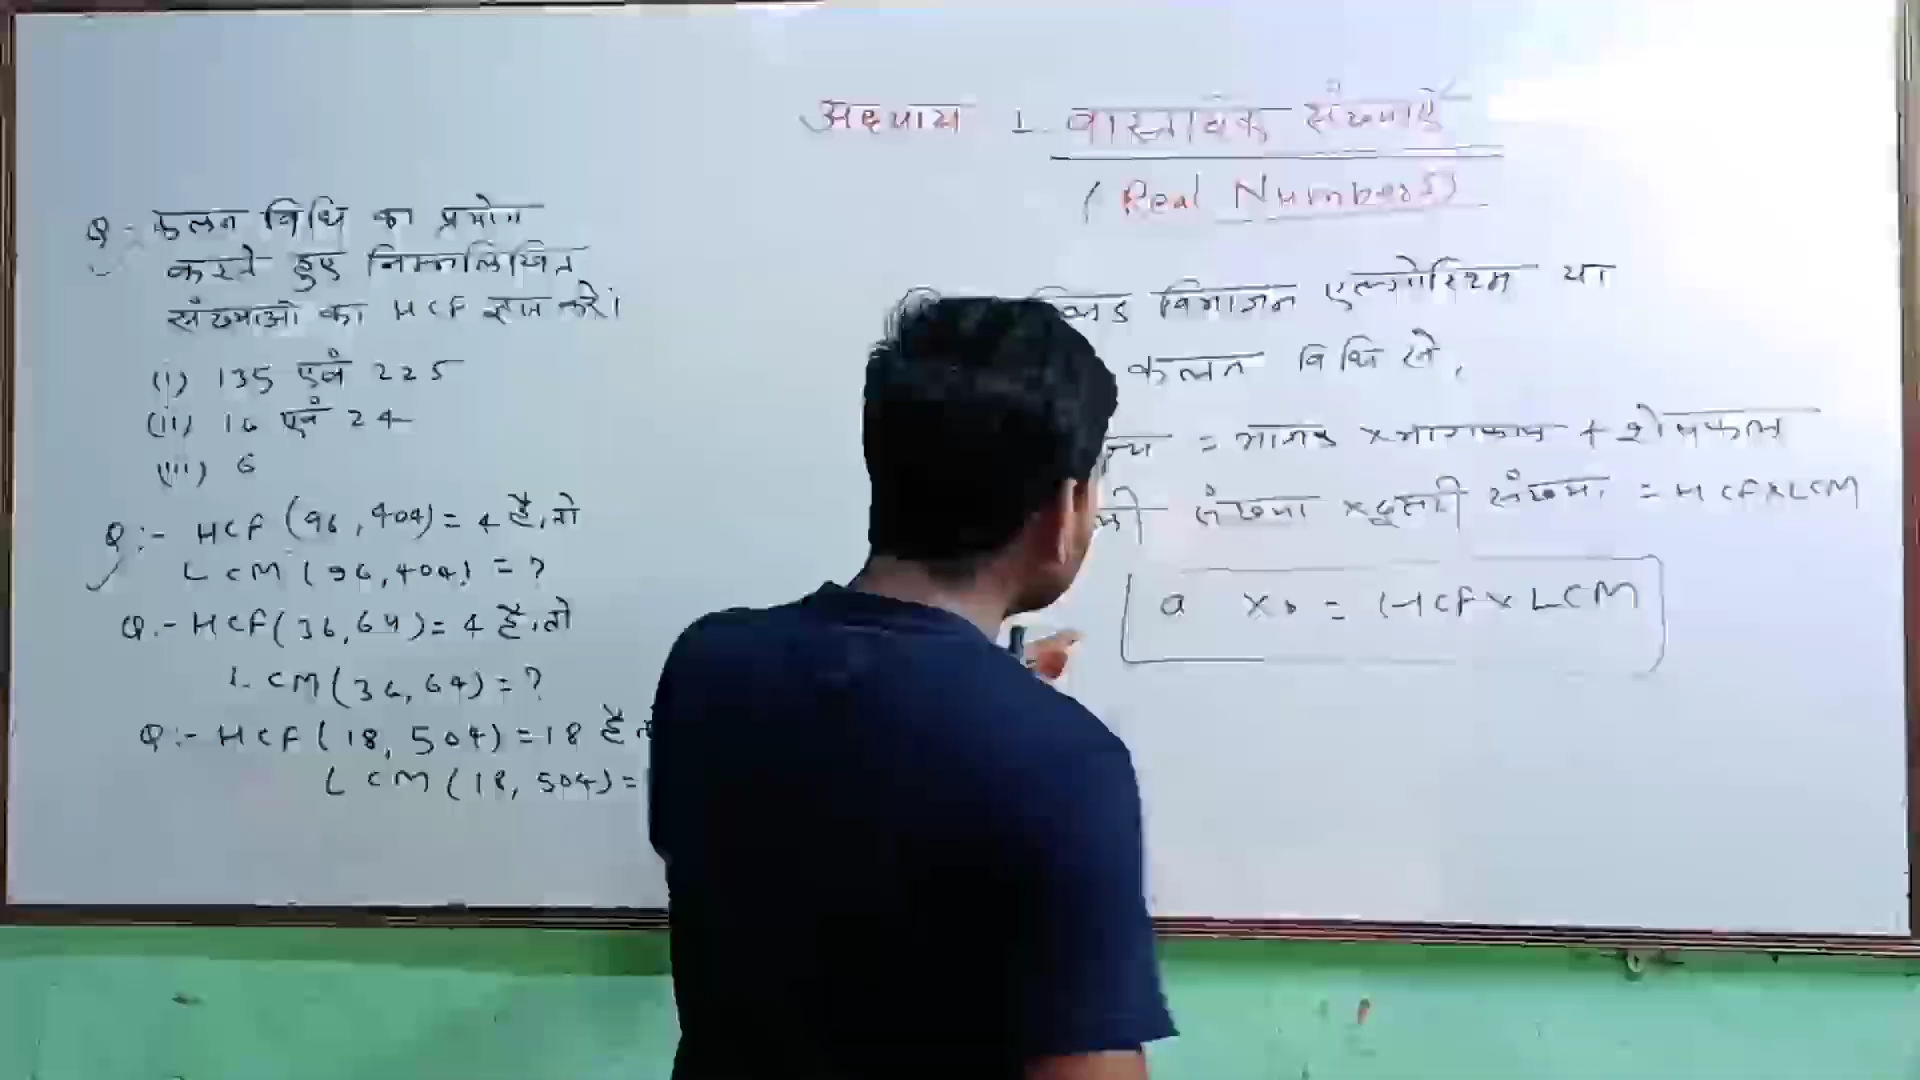 अध्याय 1. वास्तविक संख्याएँ
(Real Numbers)
Q:- कलन विधि का प्रयोग
करते हुए निम्नलिखित
संख्याओं का HCF ज्ञात करें।
(i) 135 एवं 225
(ii) 16 एवं 24
(iii) 6
Q:- HCF (96, 404) = 4 है, तो
LCM (96, 404) = ?
Q:- HCF (36, 64) = 4 है, तो
LCM (36, 64) = ?
Q:- HCF (18, 504) = 18 है
LCM (18, 504) =
विभाजन एल्गोरिथ्म या
कलन विधि से,
= भाजक × भागफल + शेषफल
संख्या × दूसरी संख्या = HCF×LCM
a × b = HCF × LCM